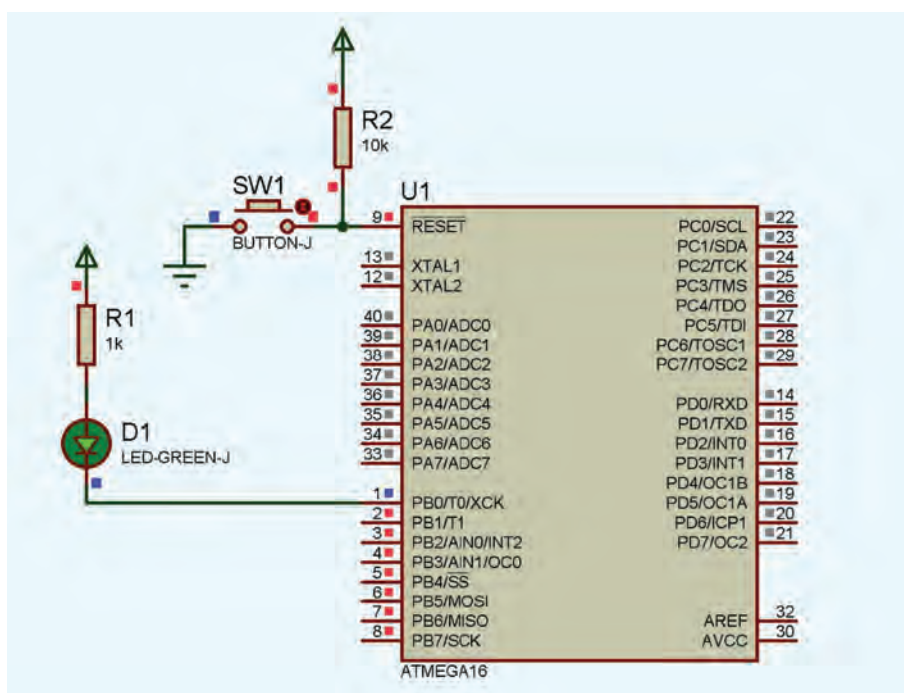 R2
10k
SW1
BUTTON-J
R1
1k
D1
LED-GREEN-J
U1
9 RESET
13 XTAL1
12 XTAL2
40 PA0/ADC0
39 PA1/ADC1
38 PA2/ADC2
37 PA3/ADC3
36 PA4/ADC4
35 PA5/ADC5
34 PA6/ADC6
33 PA7/ADC7
1 PB0/T0/XCK
2 PB1/T1
3 PB2/AIN0/INT2
4 PB3/AIN1/OC0
5 PB4/SS
6 PB5/MOSI
7 PB6/MISO
8 PB7/SCK
PC0/SCL 22
PC1/SDA 23
PC2/TCK 24
PC3/TMS 25
PC4/TDO 26
PC5/TDI 27
PC6/TOSC1 28
PC7/TOSC2 29
PD0/RXD 14
PD1/TXD 15
PD2/INT0 16
PD3/INT1 17
PD4/OC1B 18
PD5/OC1A 19
PD6/ICP1 20
PD7/OC2 21
AREF 32
AVCC 30
ATMEGA16